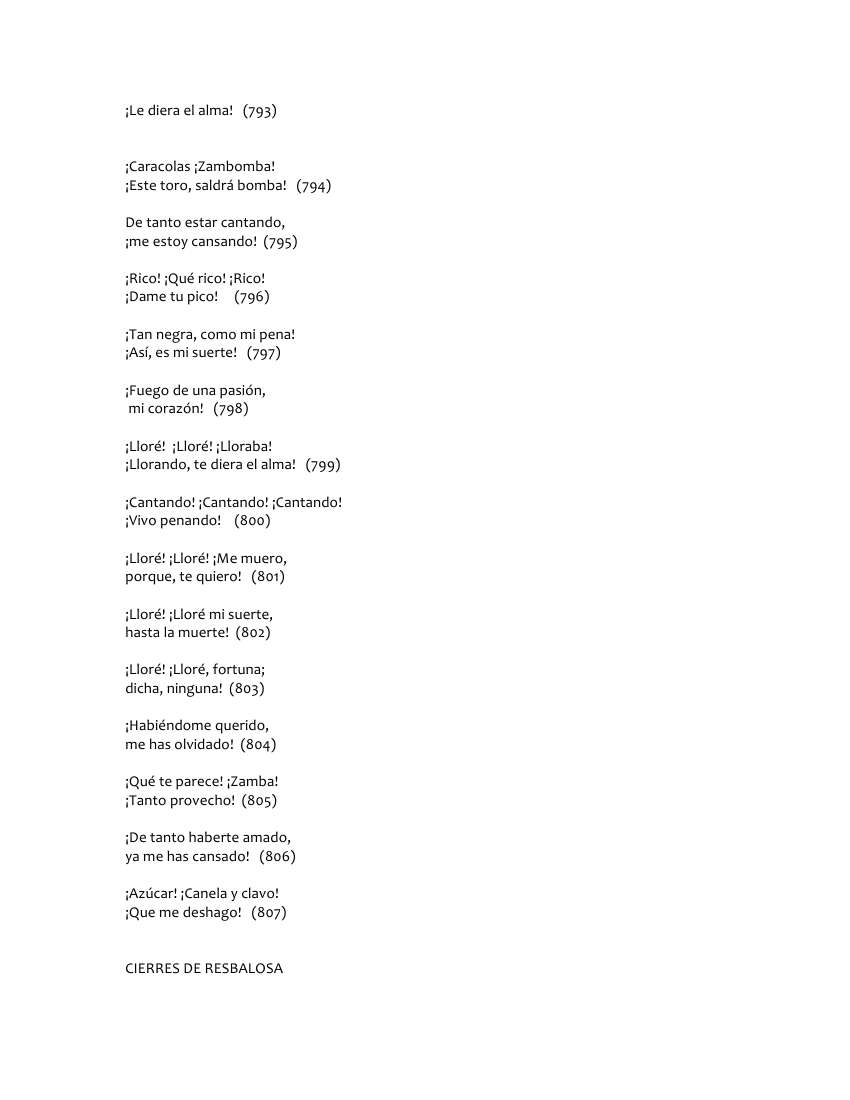 ¡Le diera el alma! (793)
¡Caracolas ¡Zambomba!
¡Este toro, saldrá bomba! (794)
De tanto estar cantando,
¡me estoy cansando! (795)
¡Rico! ¡Qué rico! ¡Rico!
¡Dame tu pico! (796)
¡Tan negra, como mi pena!
¡Así, es mi suerte! (797)
¡Fuego de una pasión,
mi corazón! (798)
¡Lloré! ¡Lloré! ¡Lloraba!
¡Llorando, te diera el alma! (799)
¡Cantando! ¡Cantando! ¡Cantando!
¡Vivo penando! (800)
¡Lloré! ¡Lloré! ¡Me muero,
porque, te quiero! (801)
¡Lloré! ¡Lloré mi suerte,
hasta la muerte! (802)
¡Lloré! ¡Lloré, fortuna;
dicha, ninguna! (803)
¡Habiéndome querido,
me has olvidado! (804)
¡Qué te parece! ¡Zamba!
¡Tanto provecho! (805)
¡De tanto haberte amado,
ya me has cansado! (806)
¡Azúcar! ¡Canela y clavo!
¡Que me deshago! (807)
CIERRES DE RESBALOSA